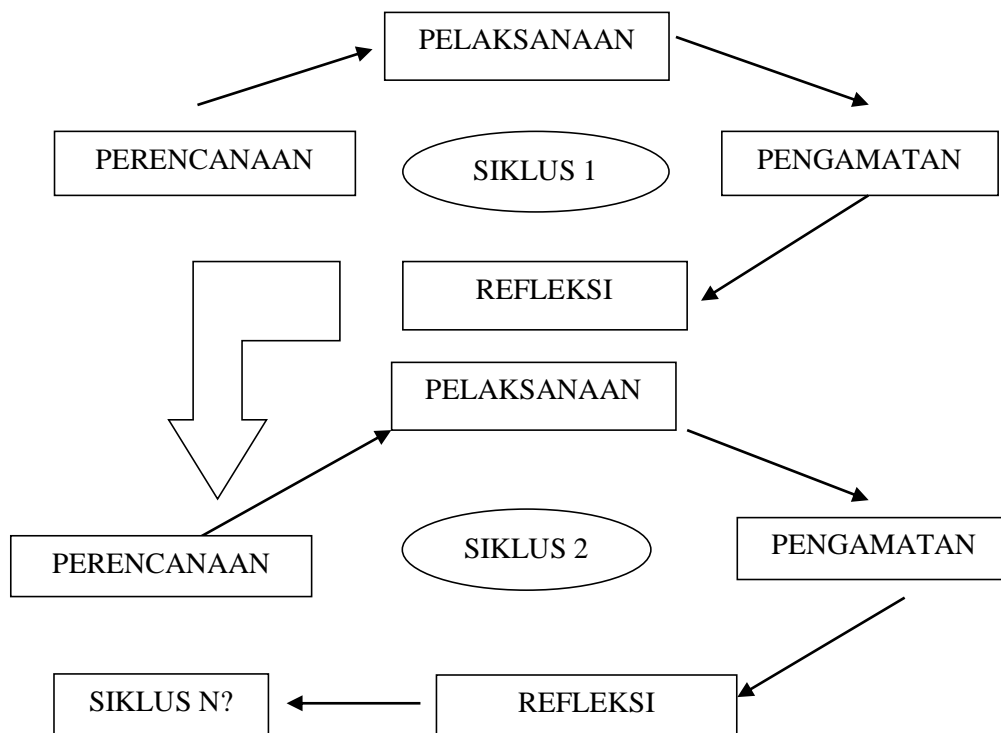 PELAKSANAAN
PERENCANAAN
SIKLUS 1
PENGAMATAN
REFLEKSI
PELAKSANAAN
PERENCANAAN
SIKLUS 2
PENGAMATAN
SIKLUS N?
REFLEKSI